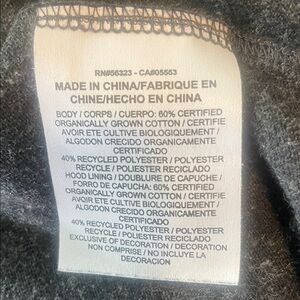 RN#56323 - CA#05553
MADE IN CHINA/FABRIQUE EN
CHINE/HECHO EN CHINA
BODY / CORPS / CUERPO: 60% CERTIFIED
ORGANICALLY GROWN COTTON / CERTIFIE
AVOIR ETE CULTIVE BIOLOGIQUEMENT /
ALGODON CRECIDO ORGANICAMENTE
CERTIFICADO
40% RECYCLED POLYESTER / POLYESTER
RECYCLE / POLIESTER RECICLADO
HOOD LINING / DOUBLURE DE CAPUCHE /
FORRO DE CAPUCHA: 60% CERTIFIED
ORGANICALLY GROWN COTTON / CERTIFIE
AVOIR ETE CULTIVE BIOLOGIQUEMENT /
ALGODON CRECIDO ORGANICAMENTE
CERTIFICADO
40% RECYCLED POLYESTER / POLYESTER
RECYCLE / POLIESTER RECICLADO
EXCLUSIVE OF DECORATION / DECORATION
NON COMPRISE / NO INCLUYE LA
DECORACION